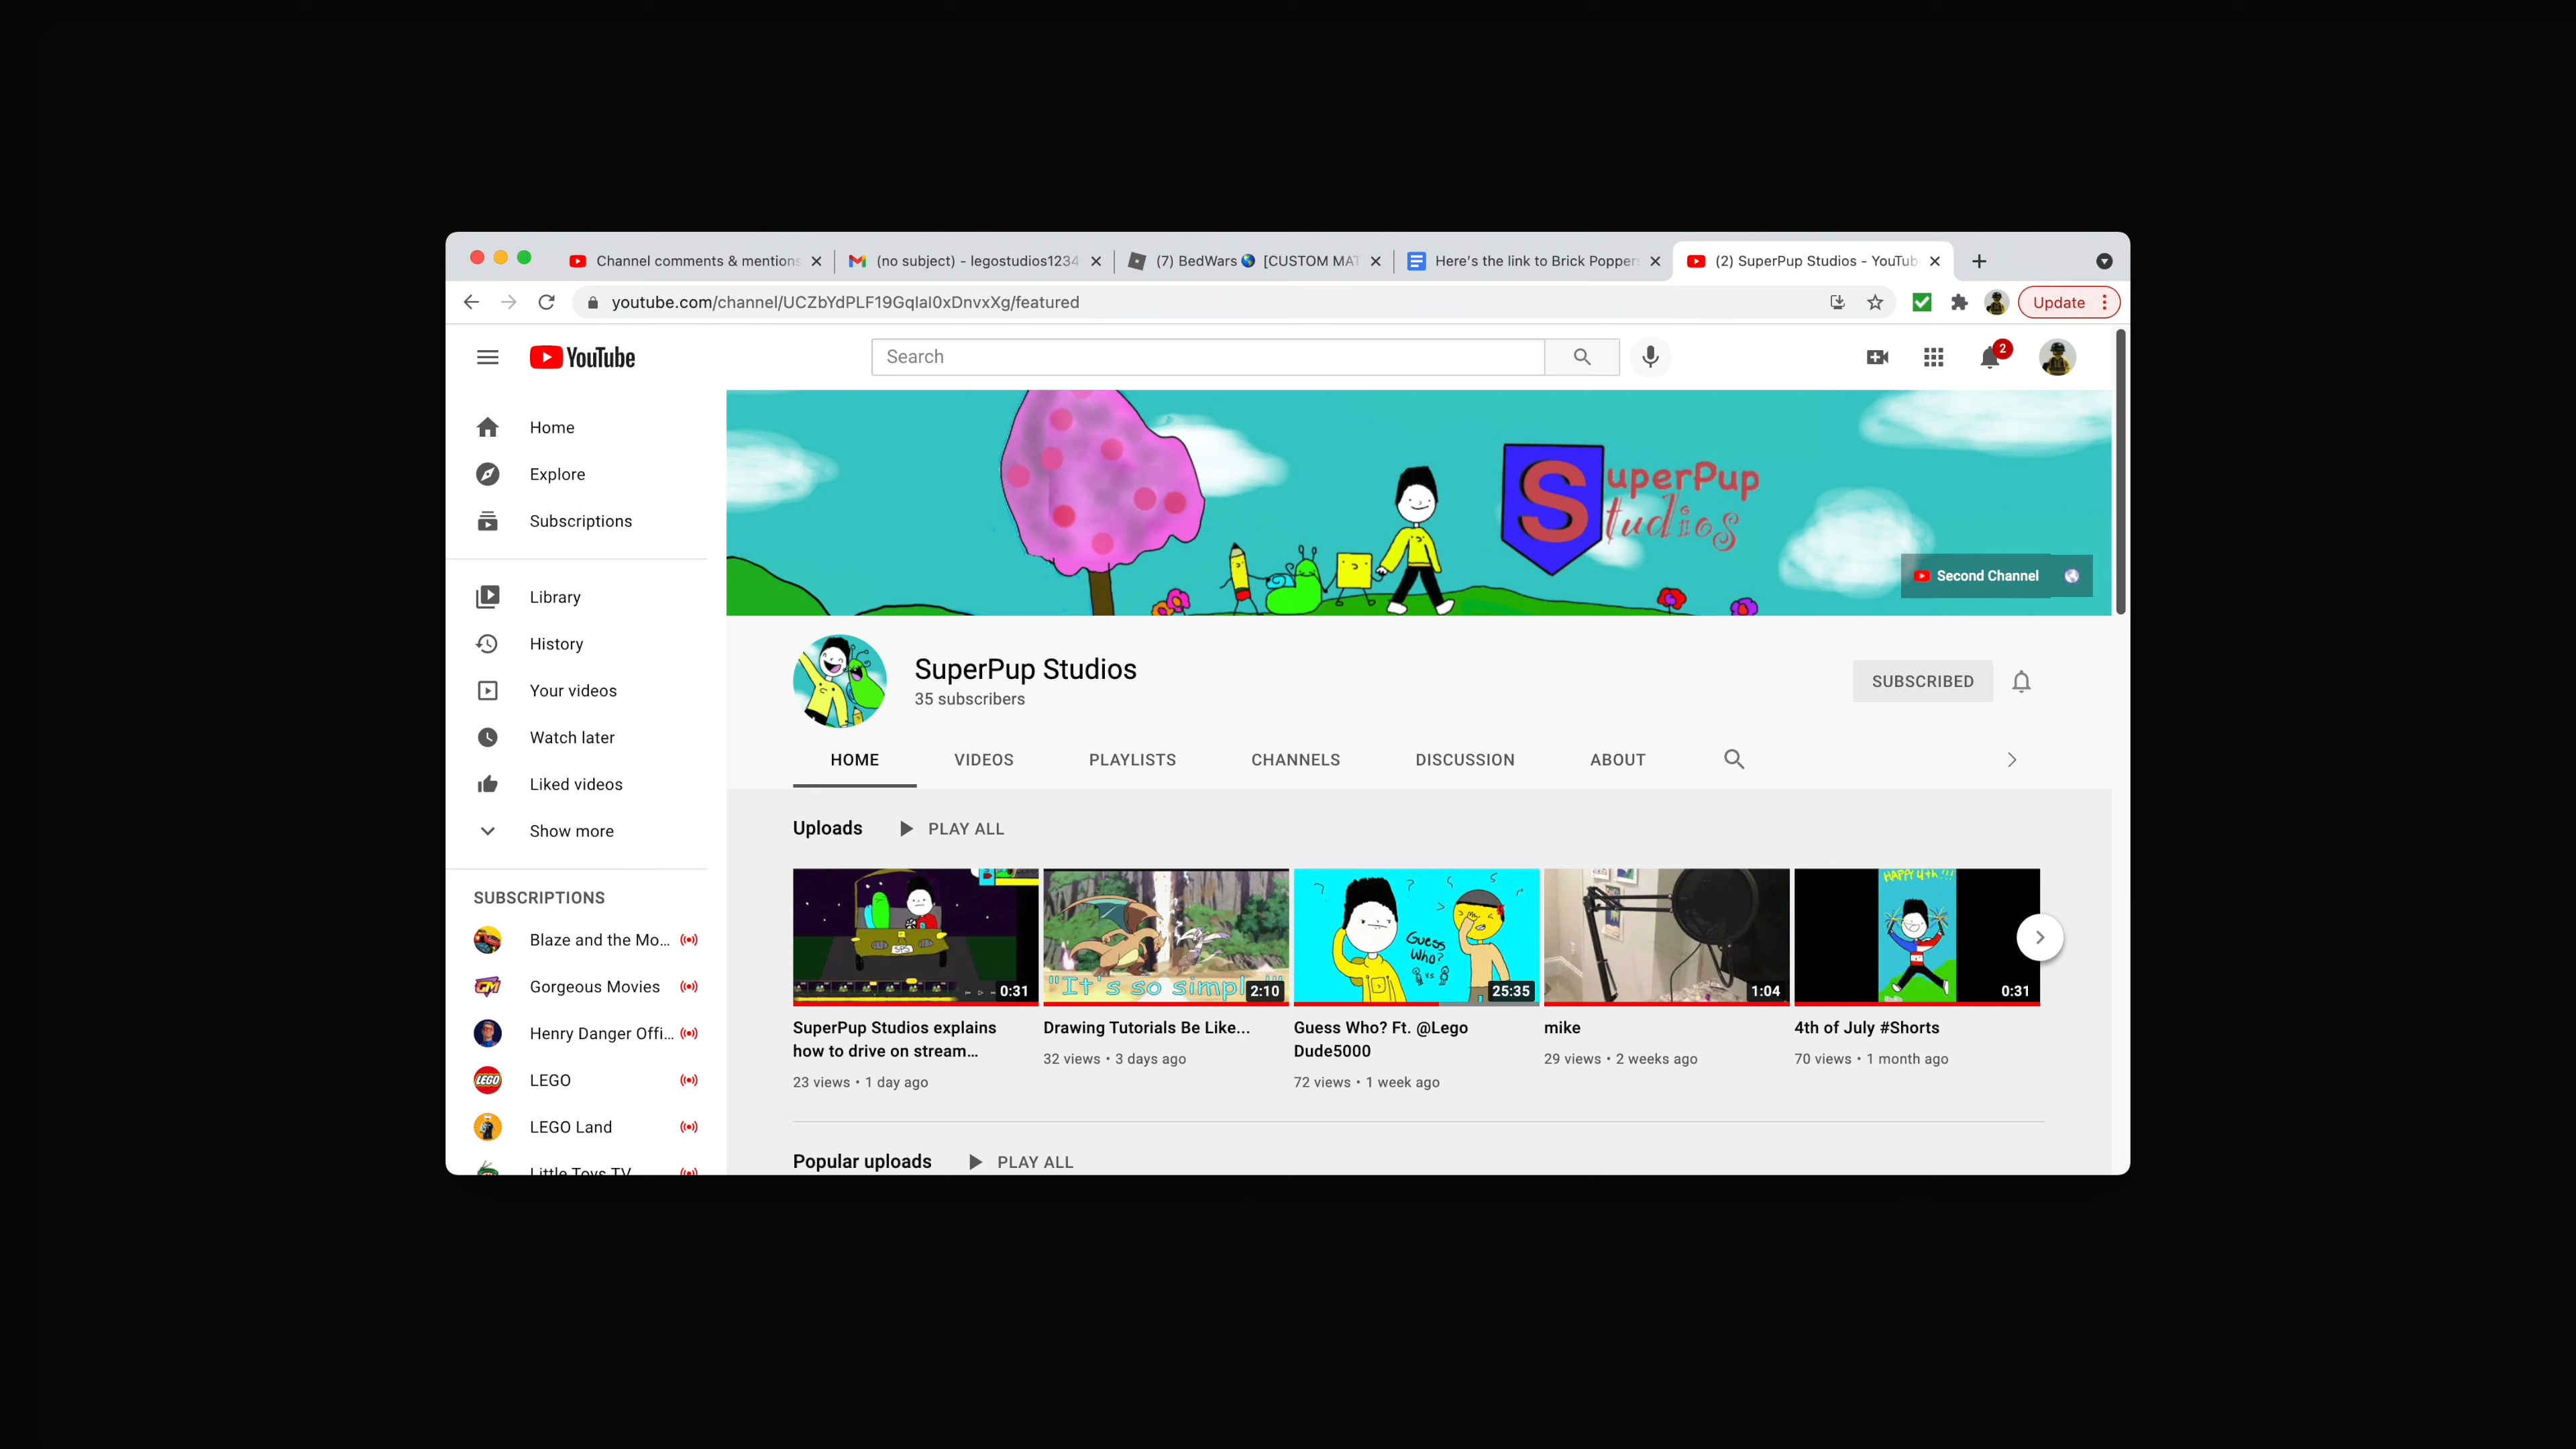 Channel comments & mentions
(no subject) - legostudios1234
(7) BedWars [CUSTOM MAT
Here's the link to Brick Poppers
(2) SuperPup Studios - YouTub
youtube.com/channel/UCZbYdPLF19GqIaI0xDnvxXg/featured
Update
YouTube
Search
2
Home
Explore
Subscriptions
Library
History
Your videos
Watch later
Liked videos
Show more
SUBSCRIPTIONS
Blaze and the Mo...
Gorgeous Movies
Henry Danger Offi...
LEGO
LEGO Land
Little Toys TV
SuperPup
Studios
Second Channel
SuperPup Studios
35 subscribers
SUBSCRIBED
HOME
VIDEOS
PLAYLISTS
CHANNELS
DISCUSSION
ABOUT
Uploads
PLAY ALL
0:31
SuperPup Studios explains
how to drive on stream...
23 views • 1 day ago
"It's so simpl
2:10
Drawing Tutorials Be Like...
32 views • 3 days ago
Guess
Who?
vs.
25:35
Guess Who? Ft. @Lego
Dude5000
72 views • 1 week ago
1:04
mike
29 views • 2 weeks ago
HAPPY 4th !!!
0:31
4th of July #Shorts
70 views • 1 month ago
Popular uploads
PLAY ALL